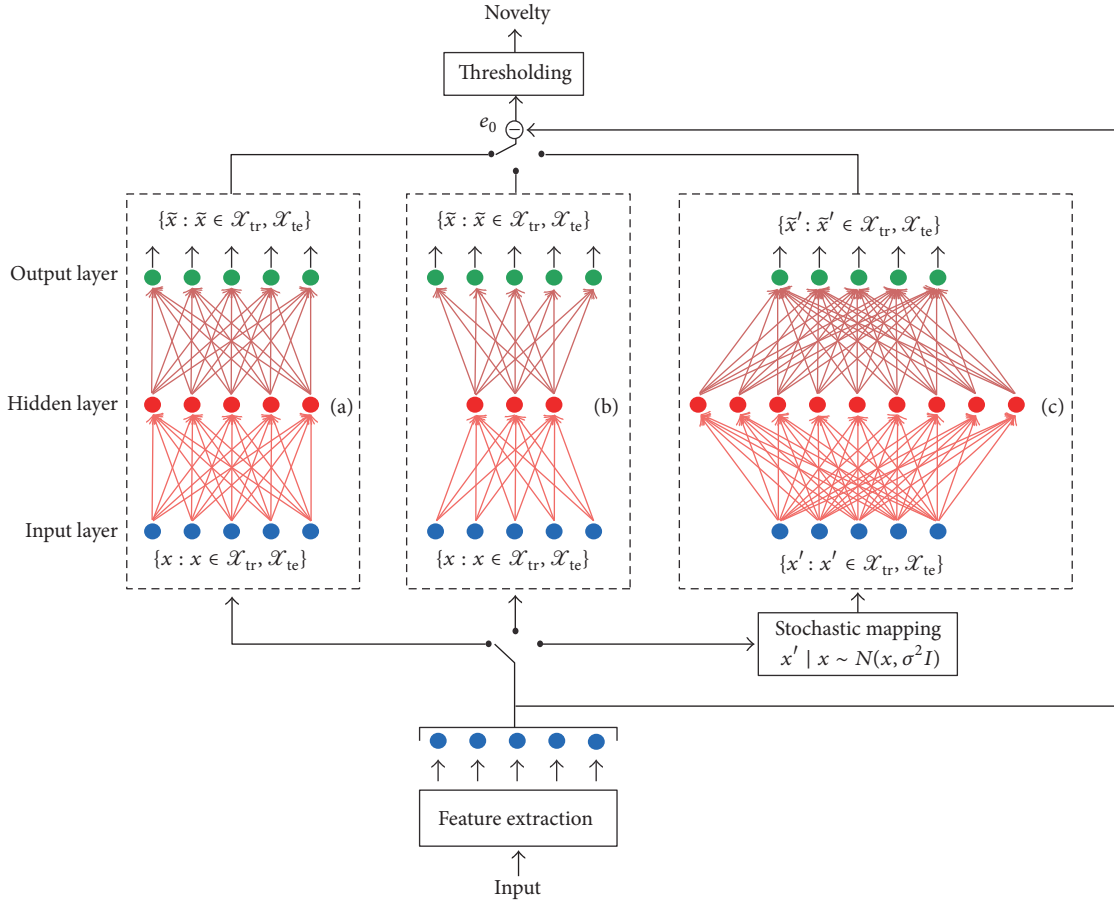 Novelty
Thresholding
e₀ −
{x̃ : x̃ ∈ 𝒳tr, 𝒳te}
{x̃ : x̃ ∈ 𝒳tr, 𝒳te}
{x̃′ : x̃′ ∈ 𝒳tr, 𝒳te}
Output layer
Hidden layer
(a)
(b)
(c)
Input layer
{x : x ∈ 𝒳tr, 𝒳te}
{x : x ∈ 𝒳tr, 𝒳te}
{x′ : x′ ∈ 𝒳tr, 𝒳te}
Stochastic mapping
x′ | x ~ N(x, σ²I)
Feature extraction
Input